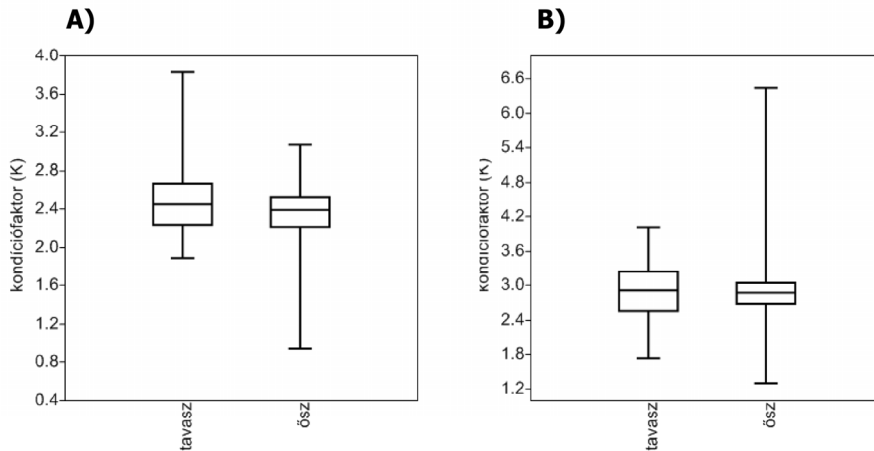 A)
kondíciófaktor (K)
4.0
3.6
3.2
2.8
2.4
2.0
1.6
1.2
0.8
0.4
tavasz
ősz
B)
kondíciófaktor (K)
6.6
6.0
5.4
4.8
4.2
3.6
3.0
2.4
1.8
1.2
tavasz
ősz